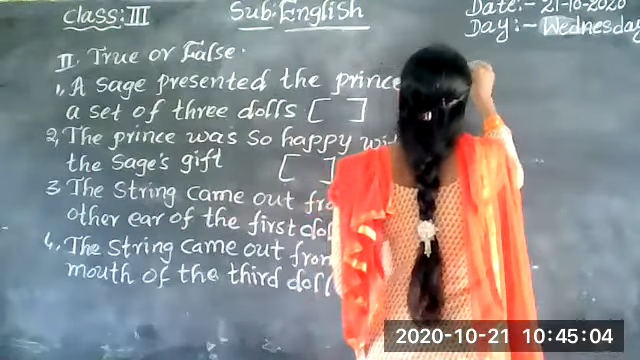 Class: III Sub: English Date:- 21-10-2020
Day:- Wednesday
II. True or False.
1, A Sage presented the prince
a set of three dolls [ ]
2, The prince was so happy
the Sage's gift [ ]
3, The String came out
other ear of the first
4, The String came out from
mouth of the third doll
2020-10-21 10:45:04